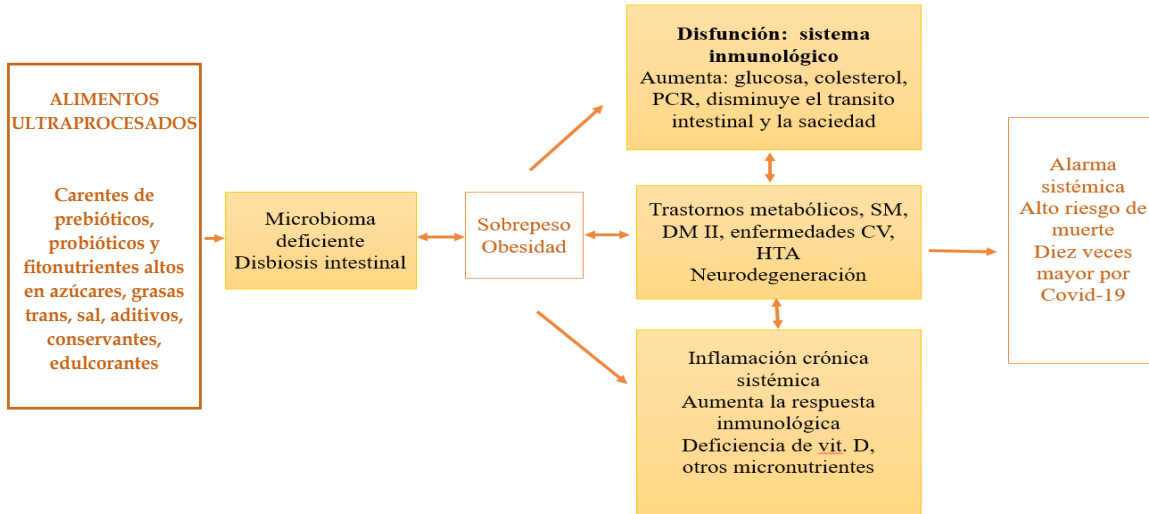 ALIMENTOS
ULTRAPROCESADOS
Carentes de
prebióticos,
probióticos y
fitonutrientes altos
en azúcares, grasas
trans, sal, aditivos,
conservantes,
edulcorantes
Microbioma
deficiente
Disbiosis intestinal
Sobrepeso
Obesidad
Disfunción: sistema
inmunológico
Aumenta: glucosa, colesterol,
PCR, disminuye el transito
intestinal y la saciedad
Trastornos metabólicos, SM,
DM II, enfermedades CV,
HTA
Neurodegeneración
Inflamación crónica
sistémica
Aumenta la respuesta
inmunológica
Deficiencia de vit. D,
otros micronutrientes
Alarma
sistémica
Alto riesgo de
muerte
Diez veces
mayor por
Covid-19